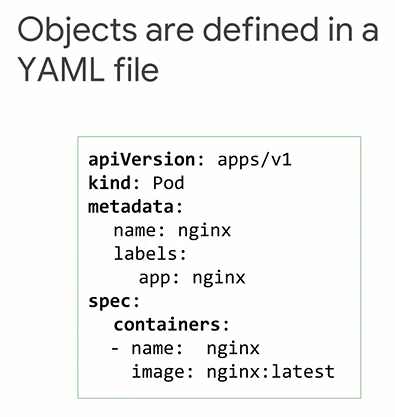 Objects are defined in a
YAML file
apiVersion: apps/v1
kind: Pod
metadata:
  name: nginx
  labels:
    app: nginx
spec:
  containers:
  - name:  nginx
    image: nginx:latest